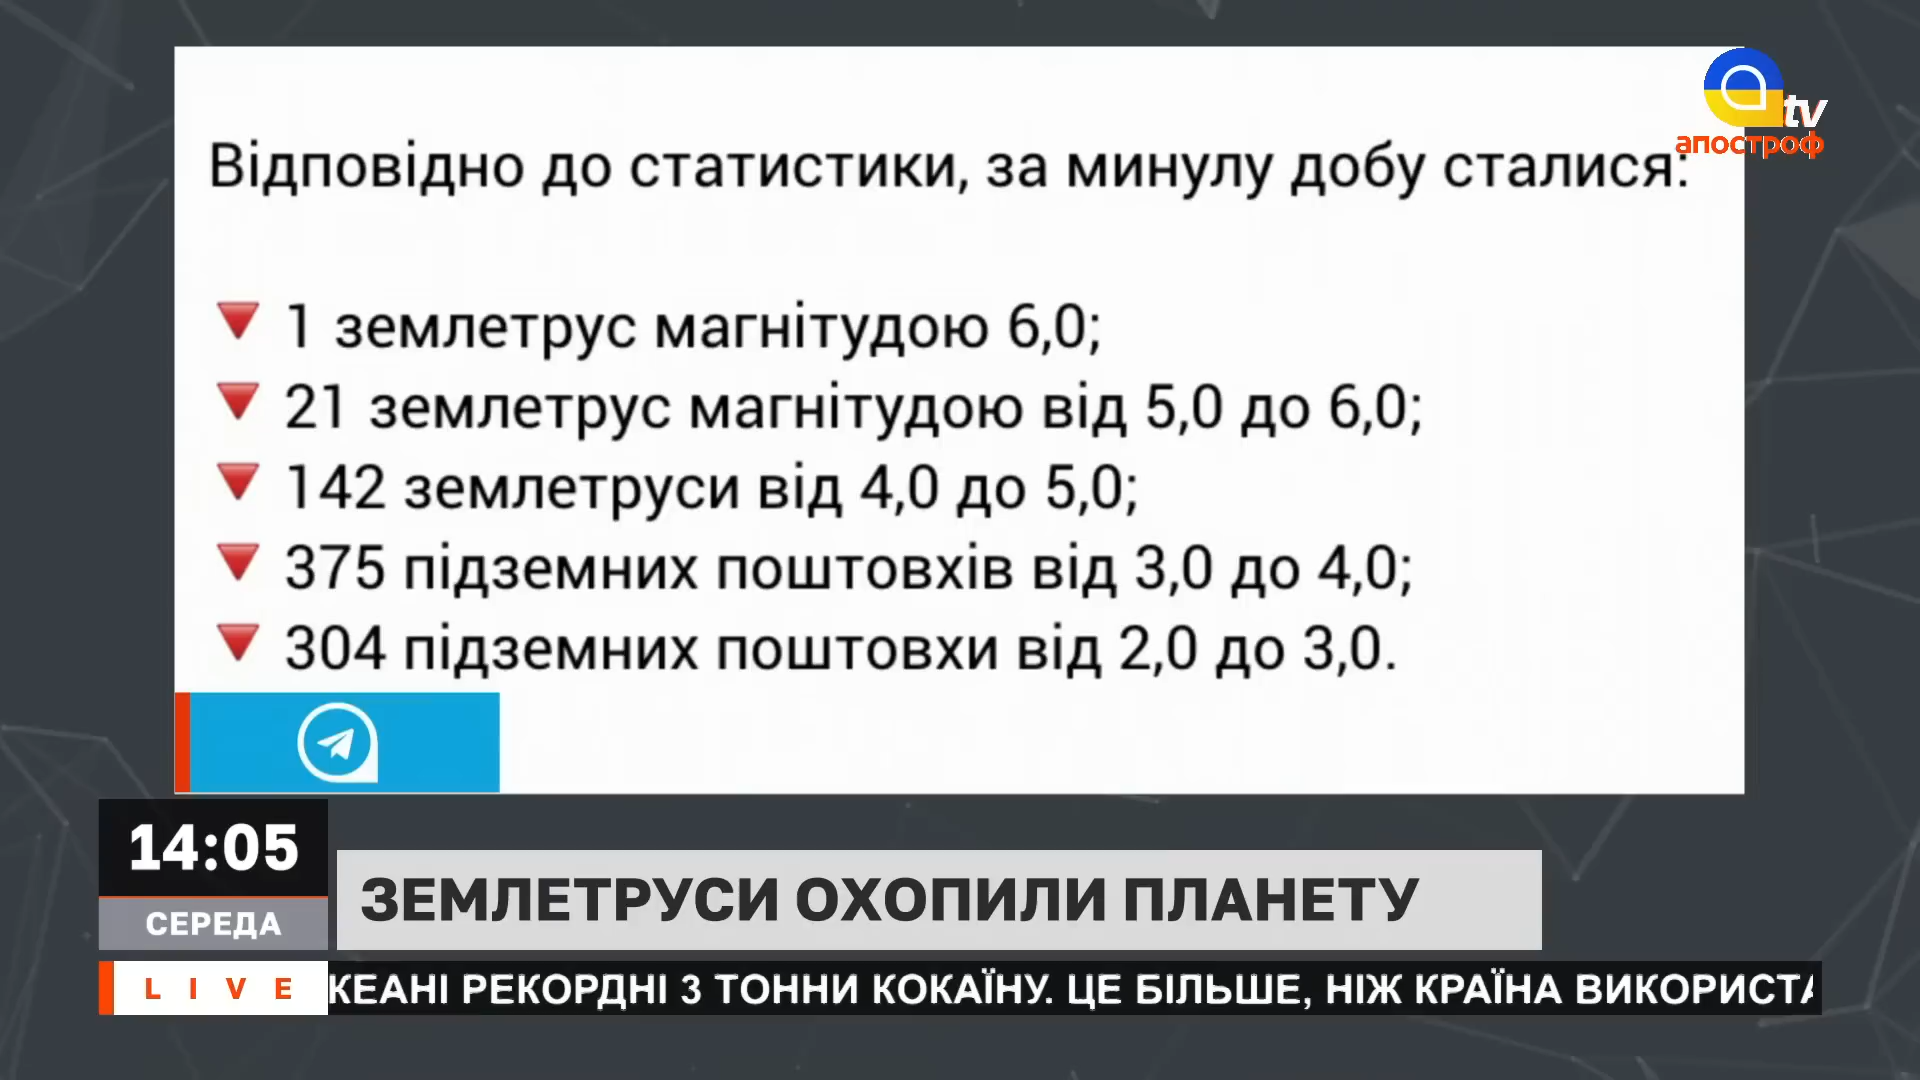 tv
апостроф
Відповідно до статистики, за минулу добу сталися:
1 землетрус магнітудою 6,0;
21 землетрус магнітудою від 5,0 до 6,0;
142 землетруси від 4,0 до 5,0;
375 підземних поштовхів від 3,0 до 4,0;
304 підземних поштовхи від 2,0 до 3,0.
14:05
СЕРЕДА
ЗЕМЛЕТРУСИ ОХОПИЛИ ПЛАНЕТУ
LIVE
КЕАНІ РЕКОРДНІ 3 ТОННИ КОКАЇНУ. ЦЕ БІЛЬШЕ, НІЖ КРАЇНА ВИКОРИСТА